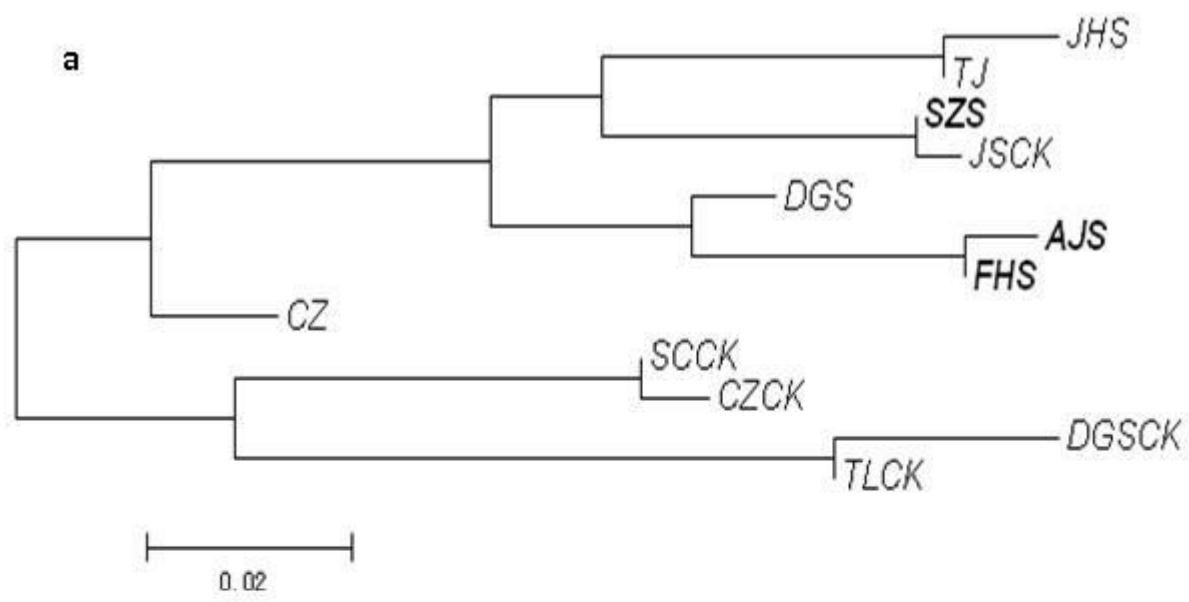 a
JHS
TJ
SZS
JSCK
DGS
AJS
FHS
CZ
SCCK
CZCK
DGSCK
TLCK
0.02